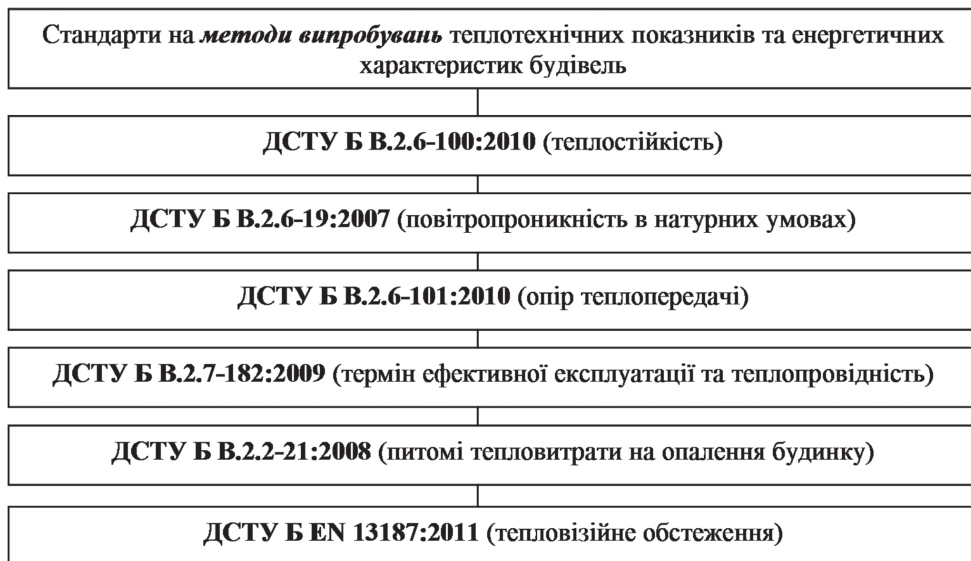 Стандарти на методи випробувань теплотехнічних показників та енергетичних
характеристик будівель
ДСТУ Б В.2.6-100:2010 (теплостійкість)
ДСТУ Б В.2.6-19:2007 (повітропроникність в натурних умовах)
ДСТУ Б В.2.6-101:2010 (опір теплопередачі)
ДСТУ Б В.2.7-182:2009 (термін ефективної експлуатації та теплопровідність)
ДСТУ Б В.2.2-21:2008 (питомі тепловитрати на опалення будинку)
ДСТУ Б EN 13187:2011 (тепловізійне обстеження)